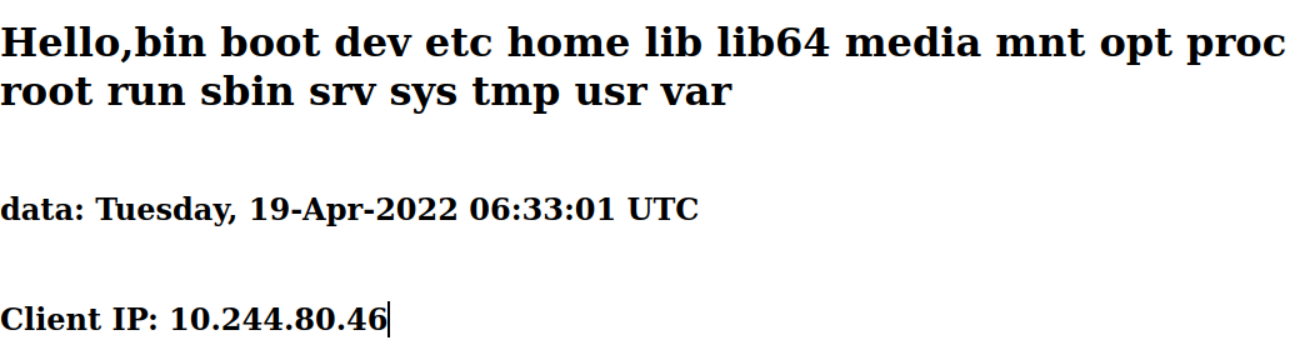 Hello,bin boot dev etc home lib lib64 media mnt opt proc
root run sbin srv sys tmp usr var
data: Tuesday, 19-Apr-2022 06:33:01 UTC
Client IP: 10.244.80.46